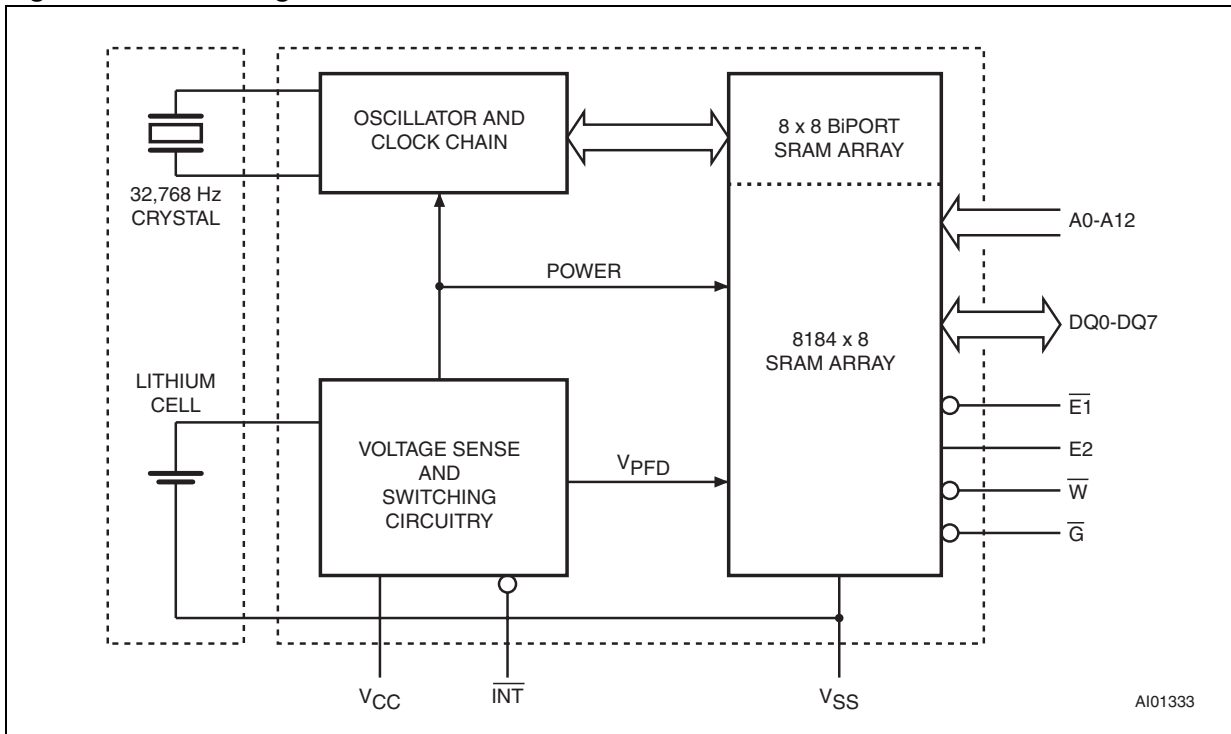 OSCILLATOR AND
CLOCK CHAIN
8 x 8 BiPORT
SRAM ARRAY
32,768 Hz
CRYSTAL
A0-A12
POWER
DQ0-DQ7
8184 x 8
SRAM ARRAY
LITHIUM
CELL
E1
E2
VOLTAGE SENSE
AND
SWITCHING
CIRCUITRY
VPFD
W
G
VCC
INT
VSS
AI01333